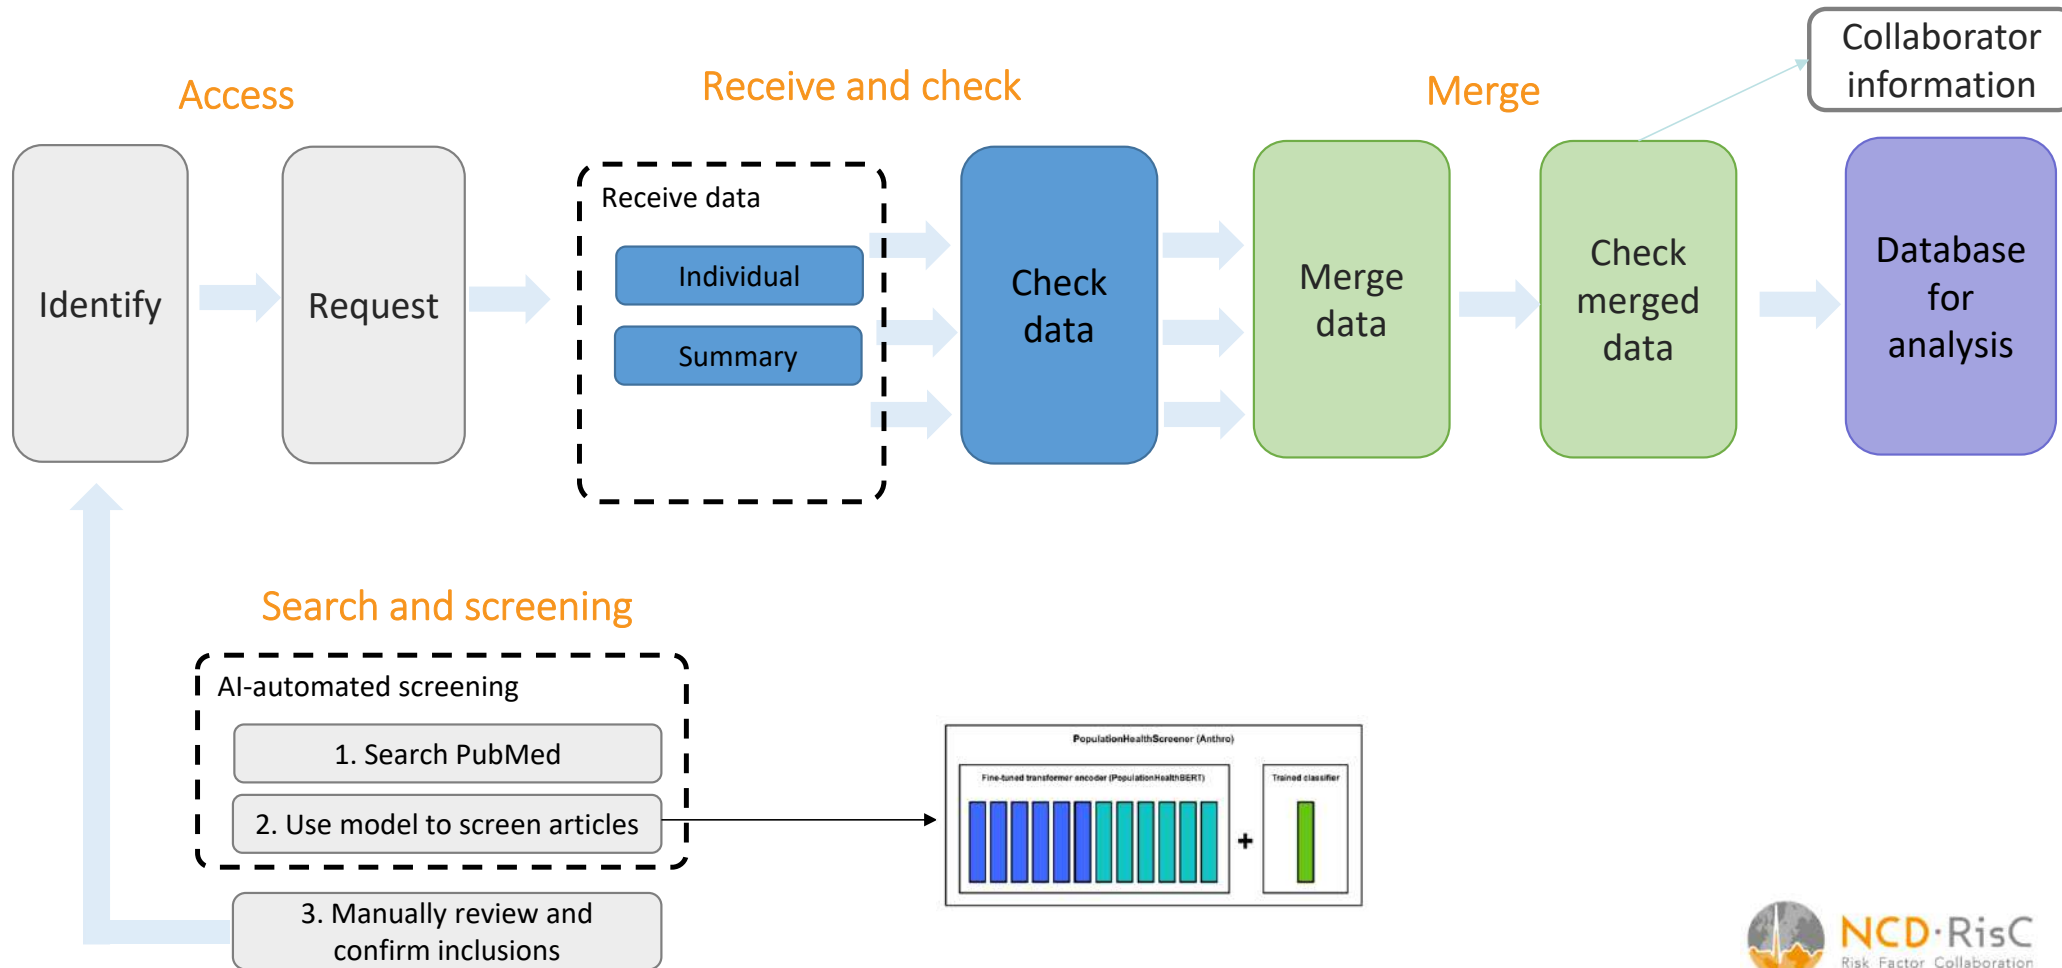 Collaborator
information
Access
Receive and check
Merge
Identify
Request
Receive data
Individual
Summary
Check
data
Merge
data
Check
merged
data
Database
for
analysis
Search and screening
AI-automated screening
1. Search PubMed
2. Use model to screen articles
3. Manually review and
confirm inclusions
PopulationHealthScreener (Anthro)
Fine-tuned transformer encoder (PopulationHealthBERT)
Trained classifier
+
NCD·RisC
Risk Factor Collaboration